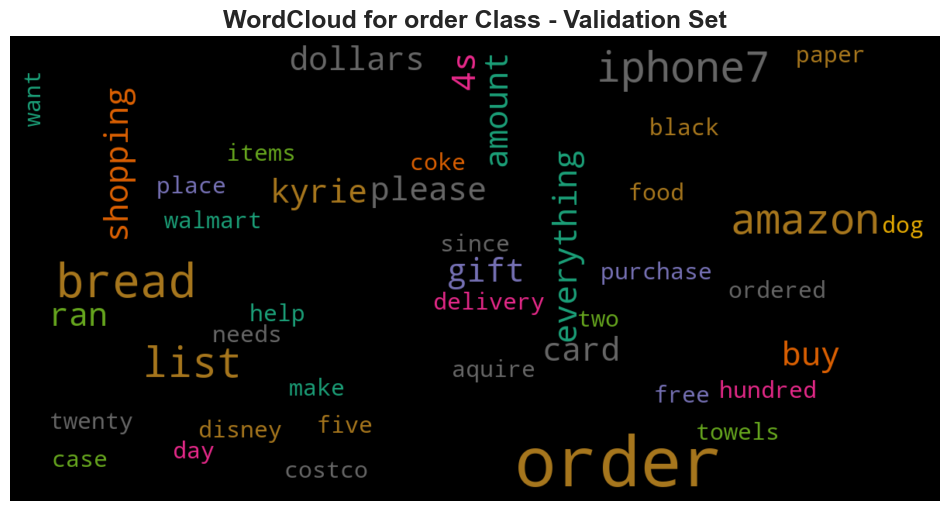 WordCloud for order Class - Validation Set
dollars
4s
amount
iphone7
paper
want
shopping
items
coke
black
place
kyrie
please
everything
food
walmart
amazon
dog
since
bread
gift
purchase
ordered
ran
help
delivery
two
needs
card
list
buy
aquire
make
free
hundred
twenty
disney
five
towels
case
day
costco
order